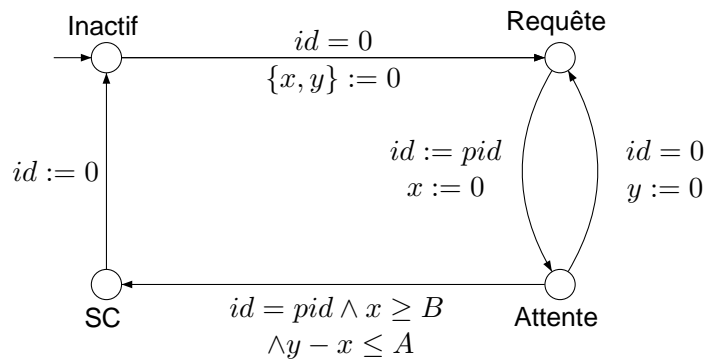 Inactif
Requête
id = 0
{x, y} := 0
id := pid
x := 0
id = 0
y := 0
id := 0
SC
id = pid ∧ x ≥ B
∧y − x ≤ A
Attente